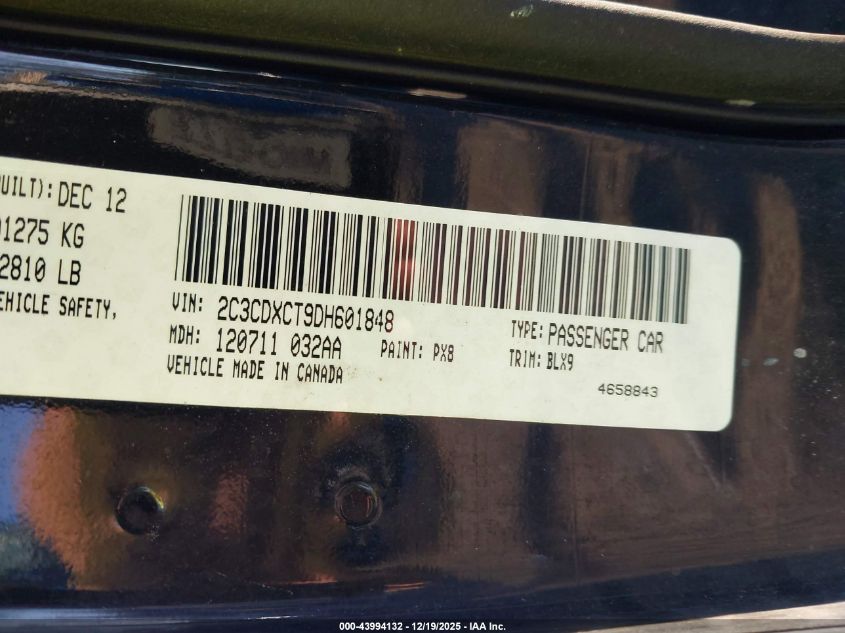 UILT): DEC 12
1275 KG
2810 LB
EHICLE SAFETY,
VIN: 2C3CDXCT9DH601848
TYPE: PASSENGER CAR
MDH: 120711 032AA
PAINT: PX8
TRIM: BLX9
VEHICLE MADE IN CANADA
4658843
000-43994132 - 12/19/2025 - IAA Inc.